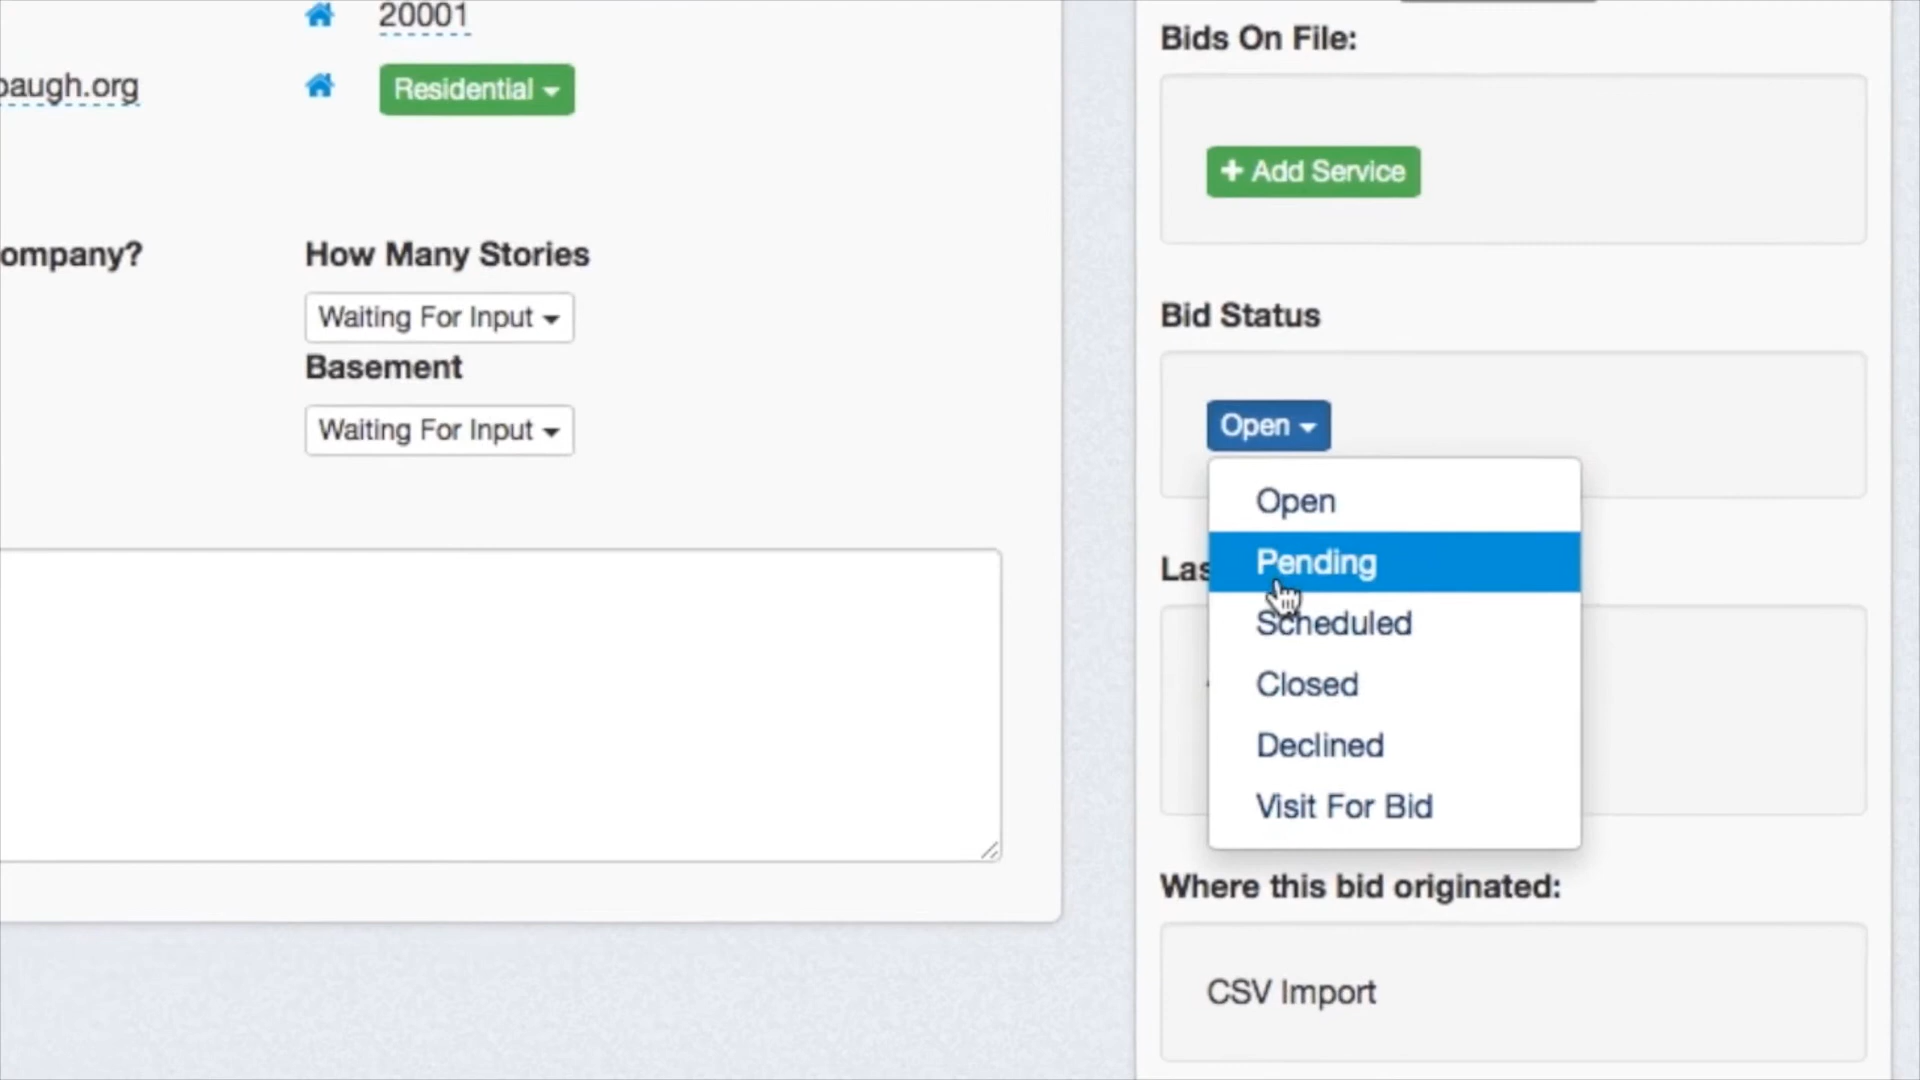 20001
baugh.org
Residential
ompany?
How Many Stories
Waiting For Input
Basement
Waiting For Input
Bids On File:
+ Add Service
Bid Status
Open
Open
Pending
Scheduled
Closed
Declined
Visit For Bid
Las
Where this bid originated:
CSV Import